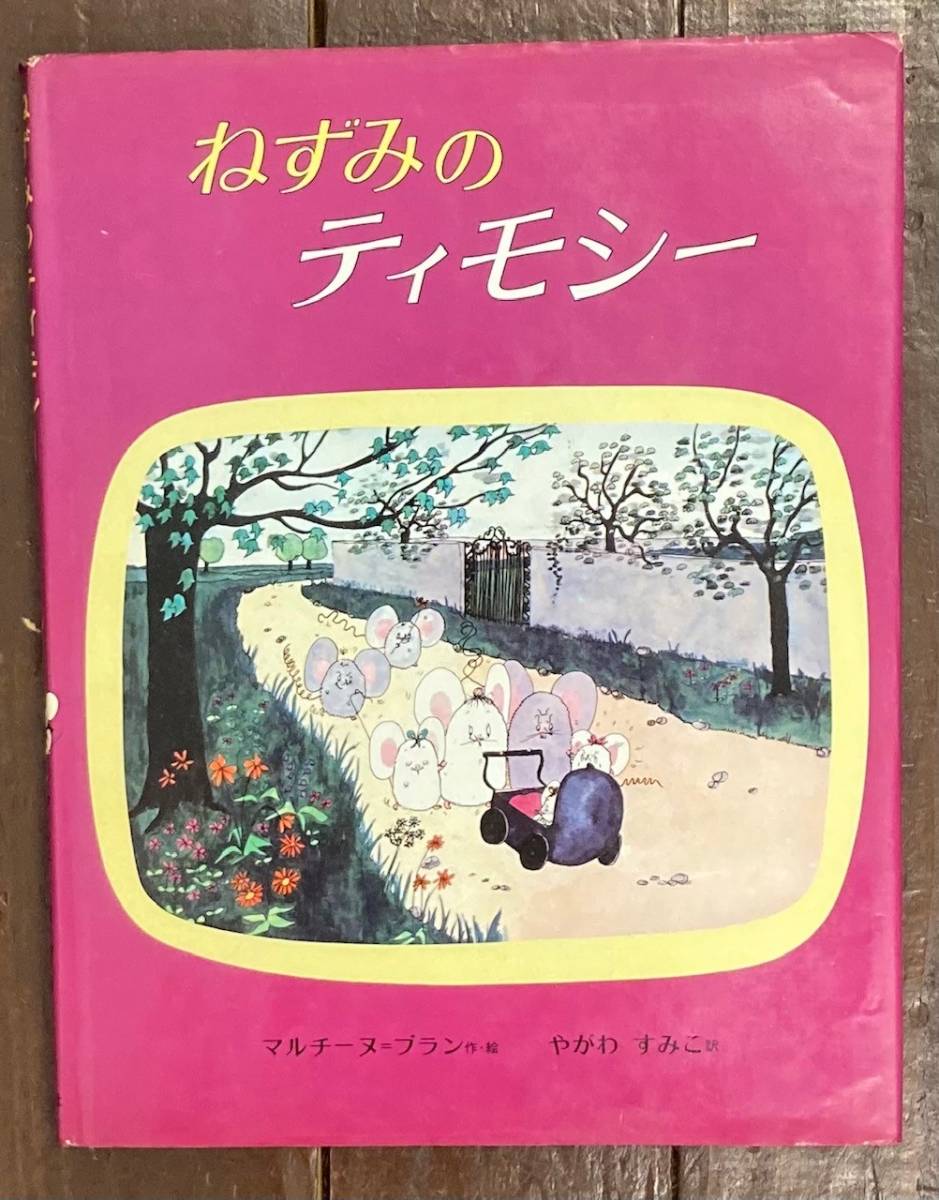 ねずみの
ティモシー
マルチーヌ=ブラン作・絵 やがわ すみこ訳